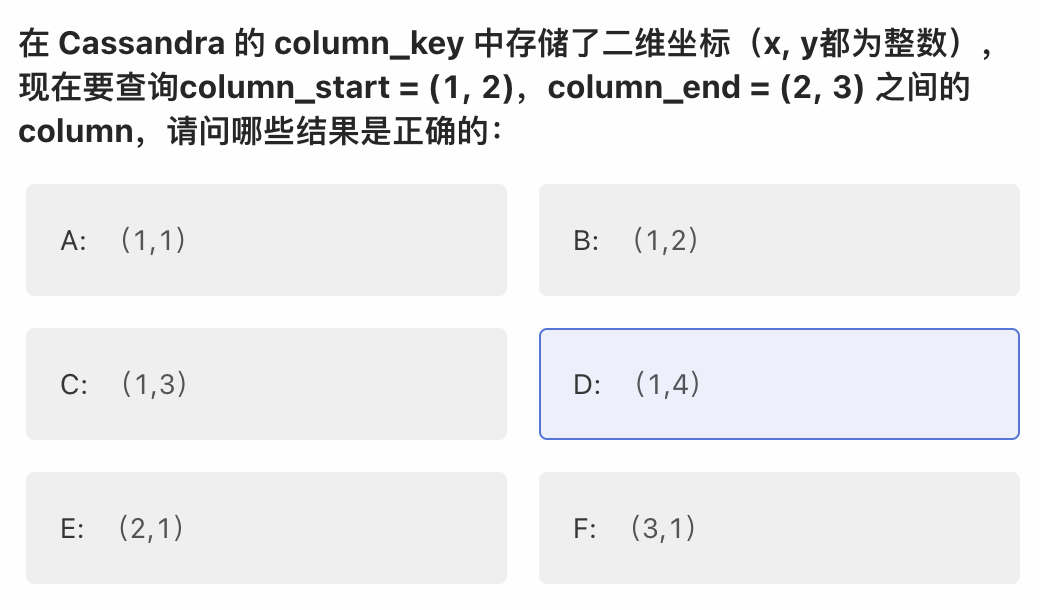 在 Cassandra 的 column_key 中存储了二维坐标（x, y都为整数），
现在要查询column_start = (1, 2)，column_end = (2, 3) 之间的
column，请问哪些结果是正确的：
A: （1,1）
B: （1,2）
C: （1,3）
D: （1,4）
E: （2,1）
F: （3,1）